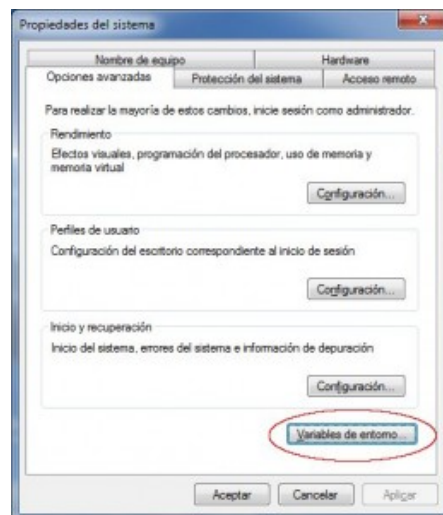 Propiedades del sistema
Nombre de equipo
Hardware
Opciones avanzadas
Protección del sistema
Acceso remoto
Para realizar la mayoría de estos cambios, inicie sesión como administrador.
Rendimiento
Efectos visuales, programación del procesador, uso de memoria y
memoria virtual
Configuración...
Perfiles de usuario
Configuración del escritorio correspondiente al inicio de sesión
Configuración...
Inicio y recuperación
Inicio del sistema, errores del sistema e información de depuración
Configuración...
Variables de entorno...
Aceptar
Cancelar
Aplicar